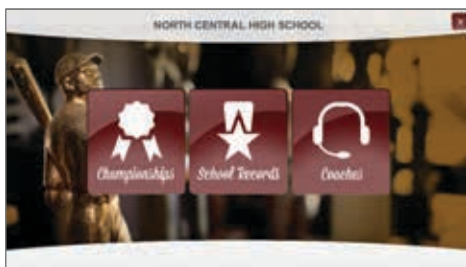 NORTH CENTRAL HIGH SCHOOL
Championships
School Records
Coaches